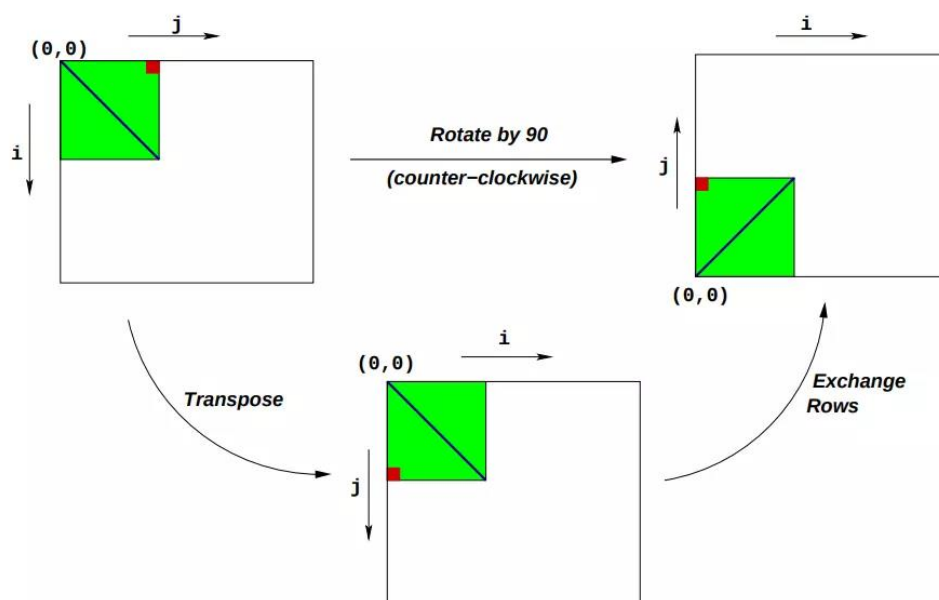 j
(0,0)
i
Rotate by 90
(counter−clockwise)
i
j
(0,0)
Transpose
i
(0,0)
j
Exchange
Rows